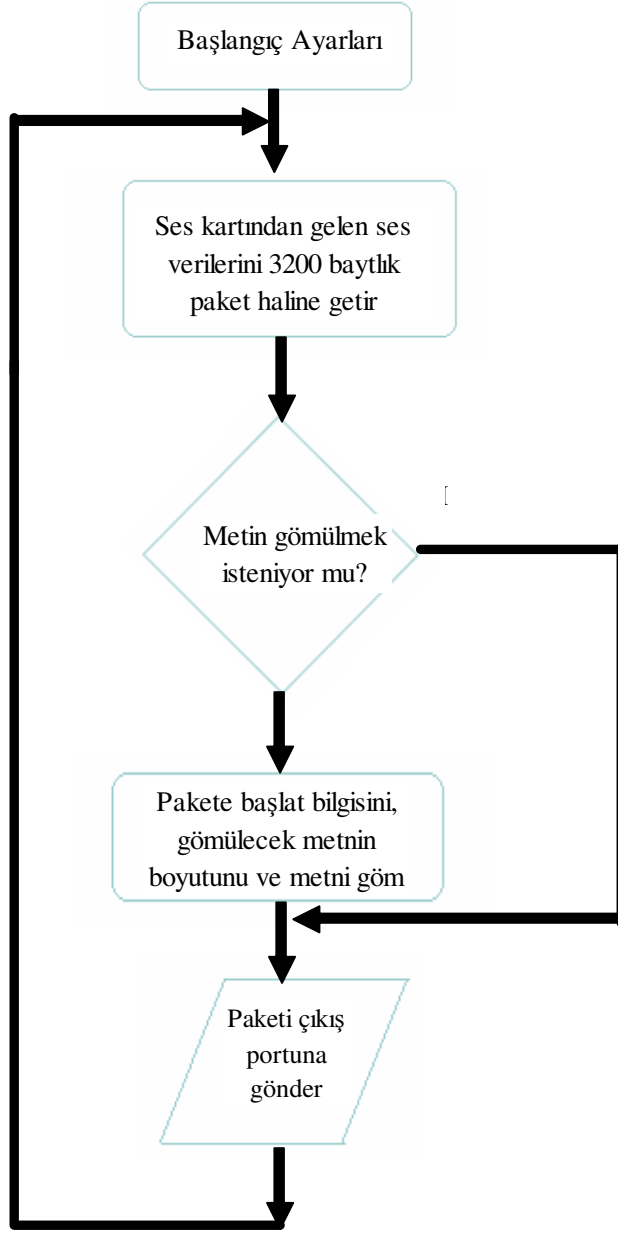 Başlangıç Ayarları
Ses kartından gelen ses
verilerini 3200 baytlık
paket haline getir
Metin gömülmek
isteniyor mu?
Pakete başlat bilgisini,
gömülecek metnin
boyutunu ve metni göm
Paketi çıkış
portuna
gönder